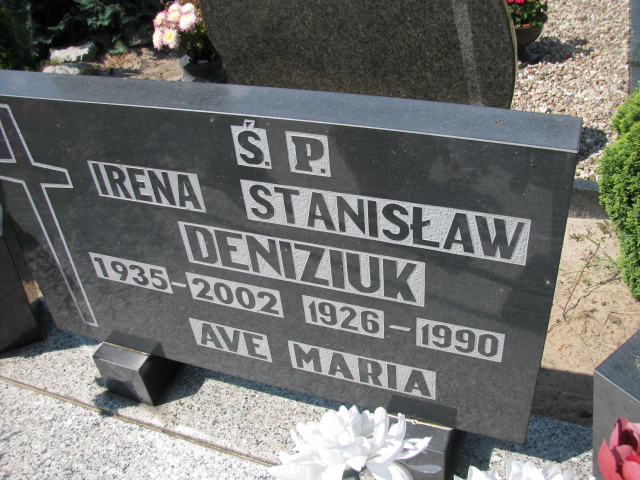 Ś. P.
IRENA STANISŁAW
DENIZIUK
1935-2002 1926-1990
AVE MARIA